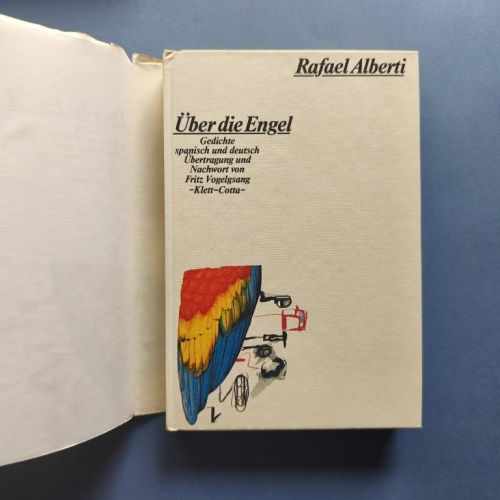 Rafael Alberti
Über die Engel
Gedichte
spanisch und deutsch
Übertragung und
Nachwort von
Fritz Vogelgsang
-Klett-Cotta-